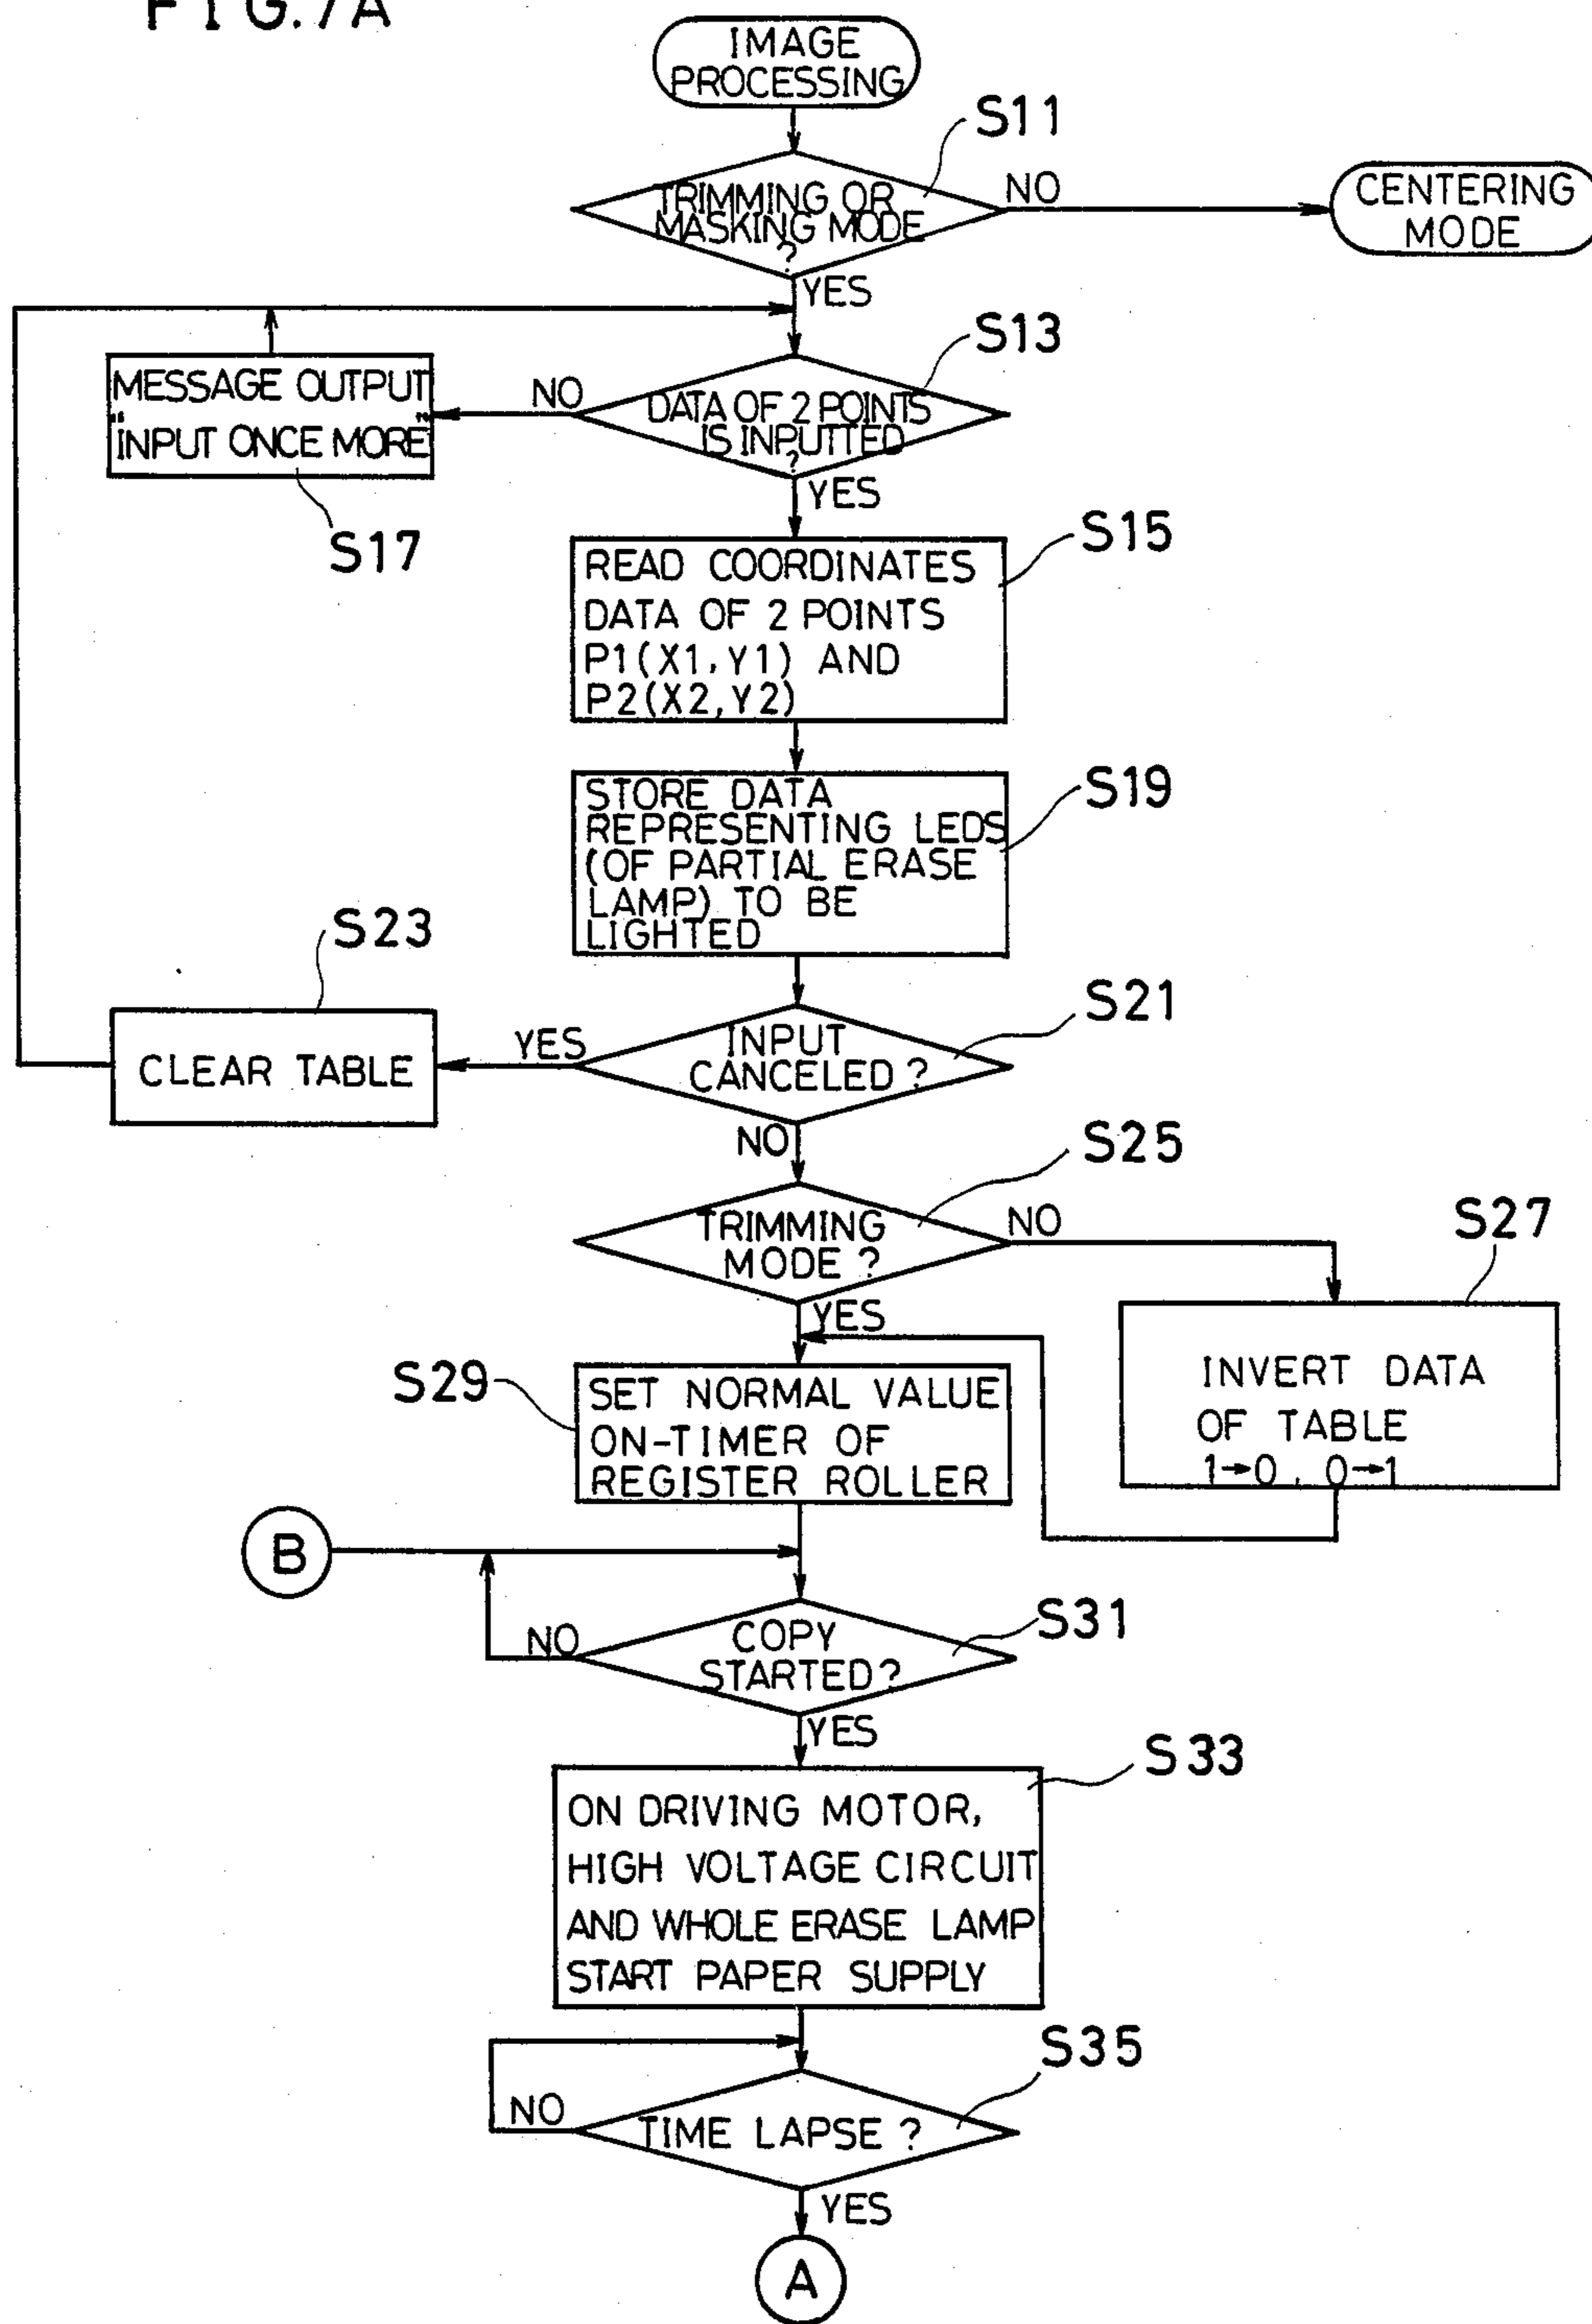 FIG.7A
IMAGE
PROCESSING
S11
TRIMMING OR
MASKING MODE
?
NO
CENTERING
MODE
YES
S13
MESSAGE OUTPUT
"INPUT ONCE MORE"
NO
DATA OF 2 POINTS
IS INPUTTED
?
YES
S17
S15
READ COORDINATES
DATA OF 2 POINTS
P1(X1,Y1) AND
P2(X2,Y2)
S19
STORE DATA
REPRESENTING LEDS
(OF PARTIAL ERASE
LAMP) TO BE
LIGHTED
S23
S21
CLEAR TABLE
YES
INPUT
CANCELED?
NO
S25
TRIMMING
MODE?
NO
S27
YES
INVERT DATA
OF TABLE
1→0, 0→1
S29
SET NORMAL VALUE
ON-TIMER OF
REGISTER ROLLER
B
S31
NO
COPY
STARTED?
YES
S33
ON DRIVING MOTOR,
HIGH VOLTAGE CIRCUIT
AND WHOLE ERASE LAMP
START PAPER SUPPLY
S35
NO
TIME LAPSE?
YES
A